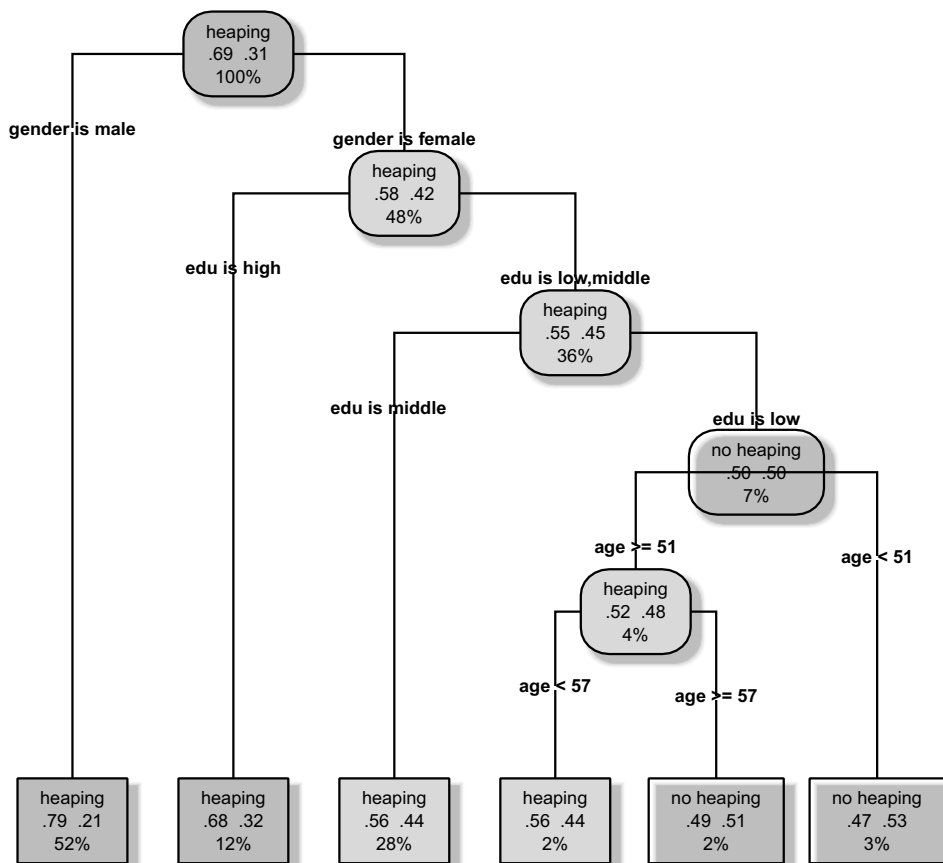 heaping
.69 .31
100%
gender is male
gender is female
heaping
.58 .42
48%
edu is high
edu is low,middle
heaping
.55 .45
36%
edu is middle
edu is low
no heaping
.50 .50
7%
age >= 51
age < 51
heaping
.52 .48
4%
age < 57
age >= 57
heaping
.79 .21
52%
heaping
.68 .32
12%
heaping
.56 .44
28%
heaping
.56 .44
2%
no heaping
.49 .51
2%
no heaping
.47 .53
3%